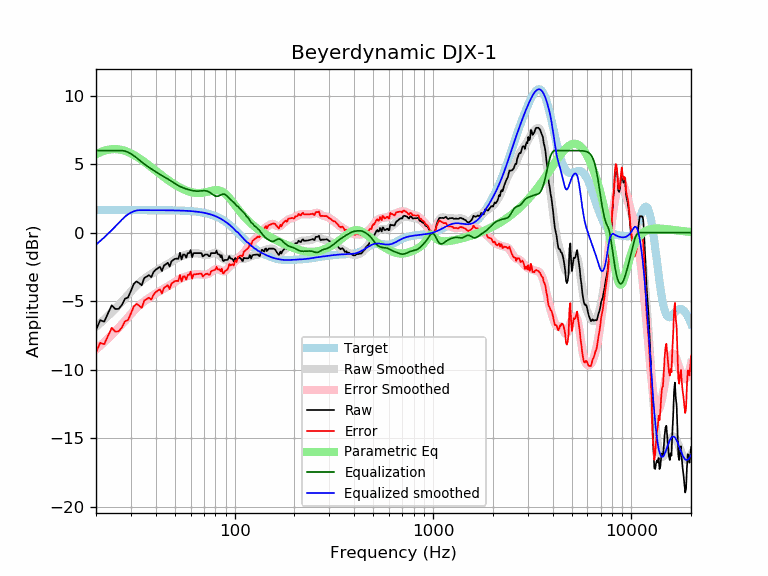 Beyerdynamic DJX-1
Amplitude (dBr)
10
5
0
−5
−10
−15
−20
Target
Raw Smoothed
Error Smoothed
Raw
Error
Parametric Eq
Equalization
Equalized smoothed
100
1000
10000
Frequency (Hz)